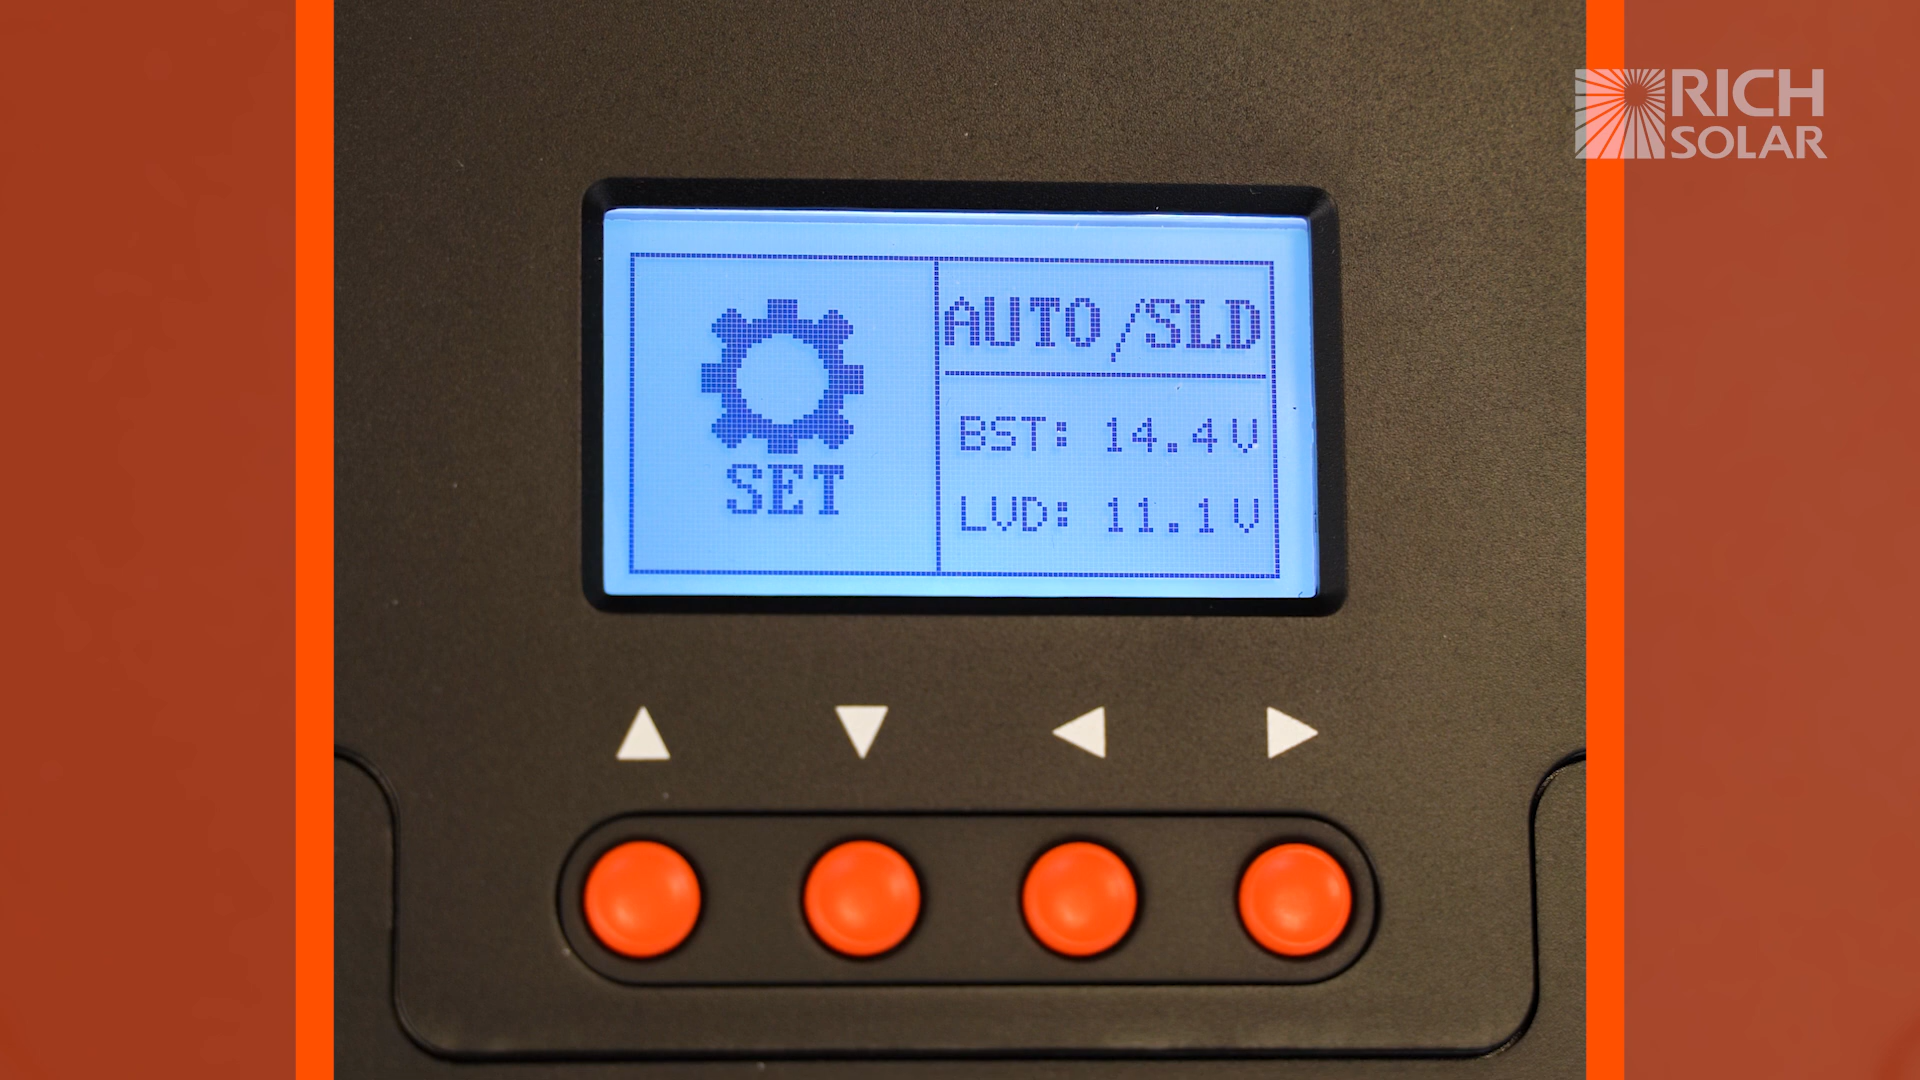 RICH
SOLAR
AUTO/SLD
BST: 14.4V
LVD: 11.1V
SET